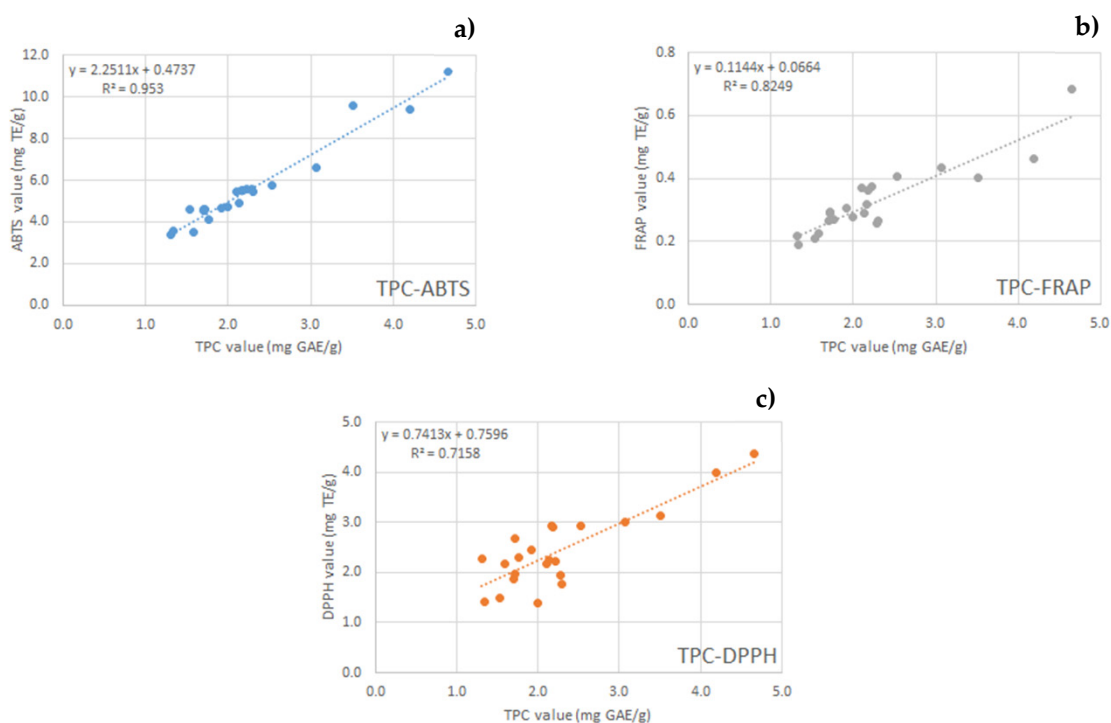 a)
12.0
10.0
8.0
6.0
4.0
2.0
0.0
y = 2.2511x + 0.4737
R² = 0.953
ABTS value (mg TE/g)
TPC-ABTS
0.0 1.0 2.0 3.0 4.0 5.0
TPC value (mg GAE/g)
b)
0.8
0.6
0.4
0.2
0.0
y = 0.1144x + 0.0664
R² = 0.8249
FRAP value (mg TE/g)
TPC-FRAP
0.0 1.0 2.0 3.0 4.0 5.0
TPC value (mg GAE/g)
c)
5.0
4.0
3.0
2.0
1.0
0.0
y = 0.7413x + 0.7596
R² = 0.7158
DPPH value (mg TE/g)
TPC-DPPH
0.0 1.0 2.0 3.0 4.0 5.0
TPC value (mg GAE/g)